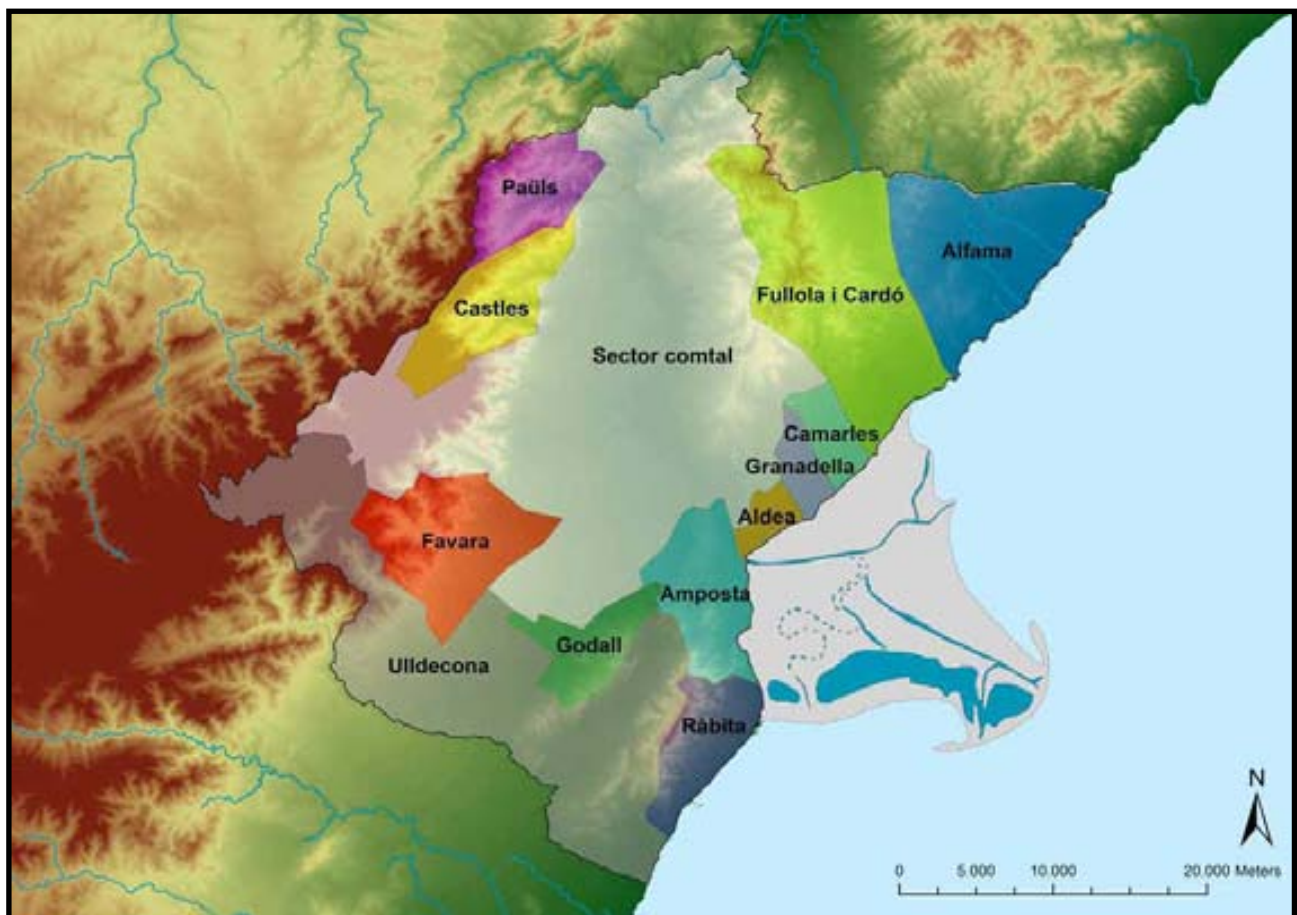 Paüls
Alfama
Castles
Fullola i Cardó
Sector comtal
Camarles
Granadella
Aldea
Favara
Amposta
Godall
Ulldecona
Ràbita
N
0 5 000 10.000 20.000 Meters